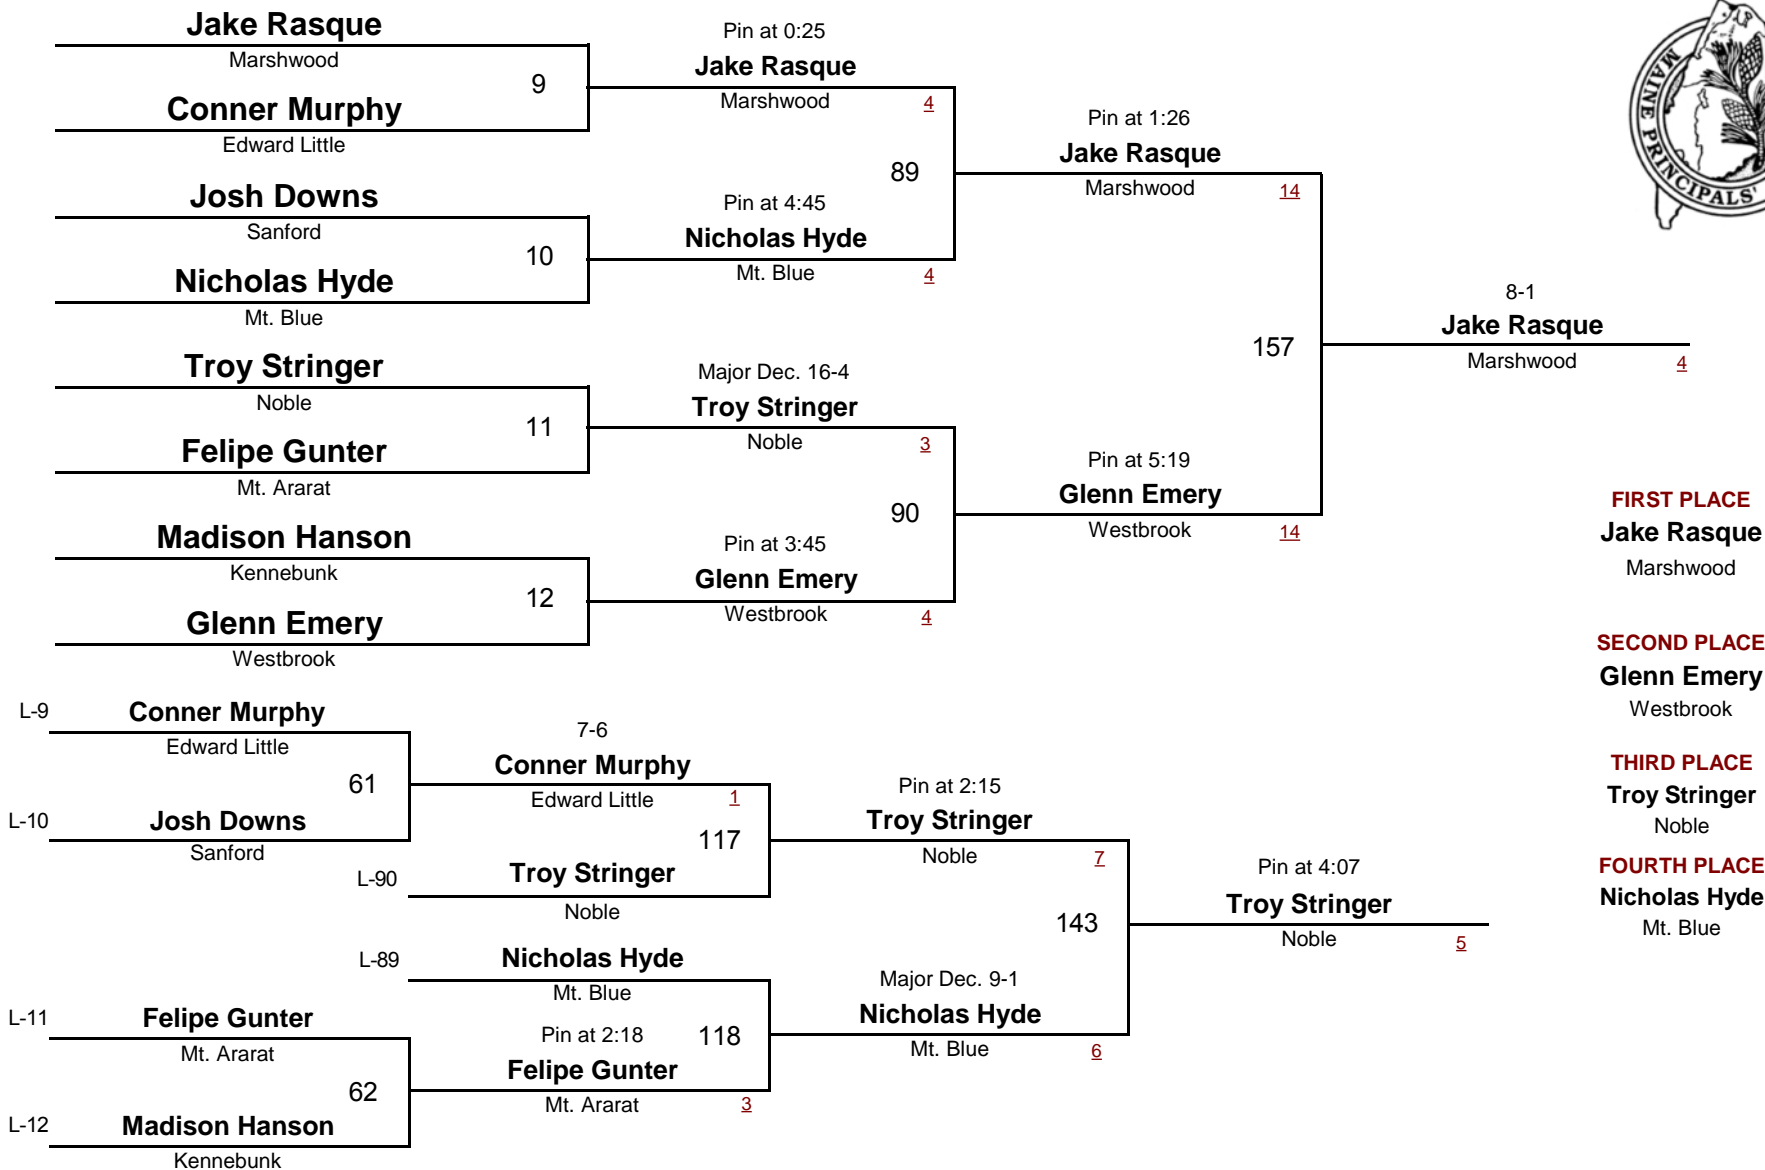 Jake Rasque
Marshwood
9
Conner Murphy
Edward Little
Josh Downs
Sanford
10
Nicholas Hyde
Mt. Blue
Troy Stringer
Noble
11
Felipe Gunter
Mt. Ararat
Madison Hanson
Kennebunk
12
Glenn Emery
Westbrook
Pin at 0:25
Jake Rasque
Marshwood 4
89
Pin at 4:45
Nicholas Hyde
Mt. Blue 4
Major Dec. 16-4
Troy Stringer
Noble 3
90
Pin at 3:45
Glenn Emery
Westbrook 4
Pin at 1:26
Jake Rasque
Marshwood 14
157
Pin at 5:19
Glenn Emery
Westbrook 14
8-1
Jake Rasque
Marshwood 4
MAINE PRINCIPALS'
FIRST PLACE
Jake Rasque
Marshwood
SECOND PLACE
Glenn Emery
Westbrook
THIRD PLACE
Troy Stringer
Noble
FOURTH PLACE
Nicholas Hyde
Mt. Blue
L-9 Conner Murphy
Edward Little
61
L-10 Josh Downs
Sanford
7-6
Conner Murphy
Edward Little 1
117
L-90 Troy Stringer
Noble
L-89 Nicholas Hyde
Mt. Blue
118
Pin at 2:18
Felipe Gunter
Mt. Ararat 3
L-11 Felipe Gunter
Mt. Ararat
62
L-12 Madison Hanson
Kennebunk
Pin at 2:15
Troy Stringer
Noble 7
143
Major Dec. 9-1
Nicholas Hyde
Mt. Blue 6
Pin at 4:07
Troy Stringer
Noble 5